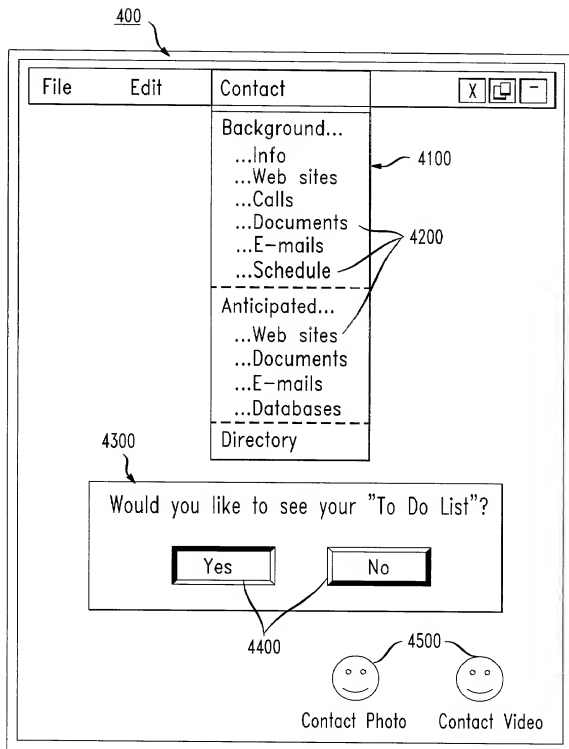 400
File Edit Contact X
Background...
...Info
...Web sites
...Calls
...Documents
...E-mails
...Schedule
4100
4200
Anticipated...
...Web sites
...Documents
...E-mails
...Databases
Directory
4300
Would you like to see your "To Do List"?
Yes No
4400
4500
Contact Photo Contact Video